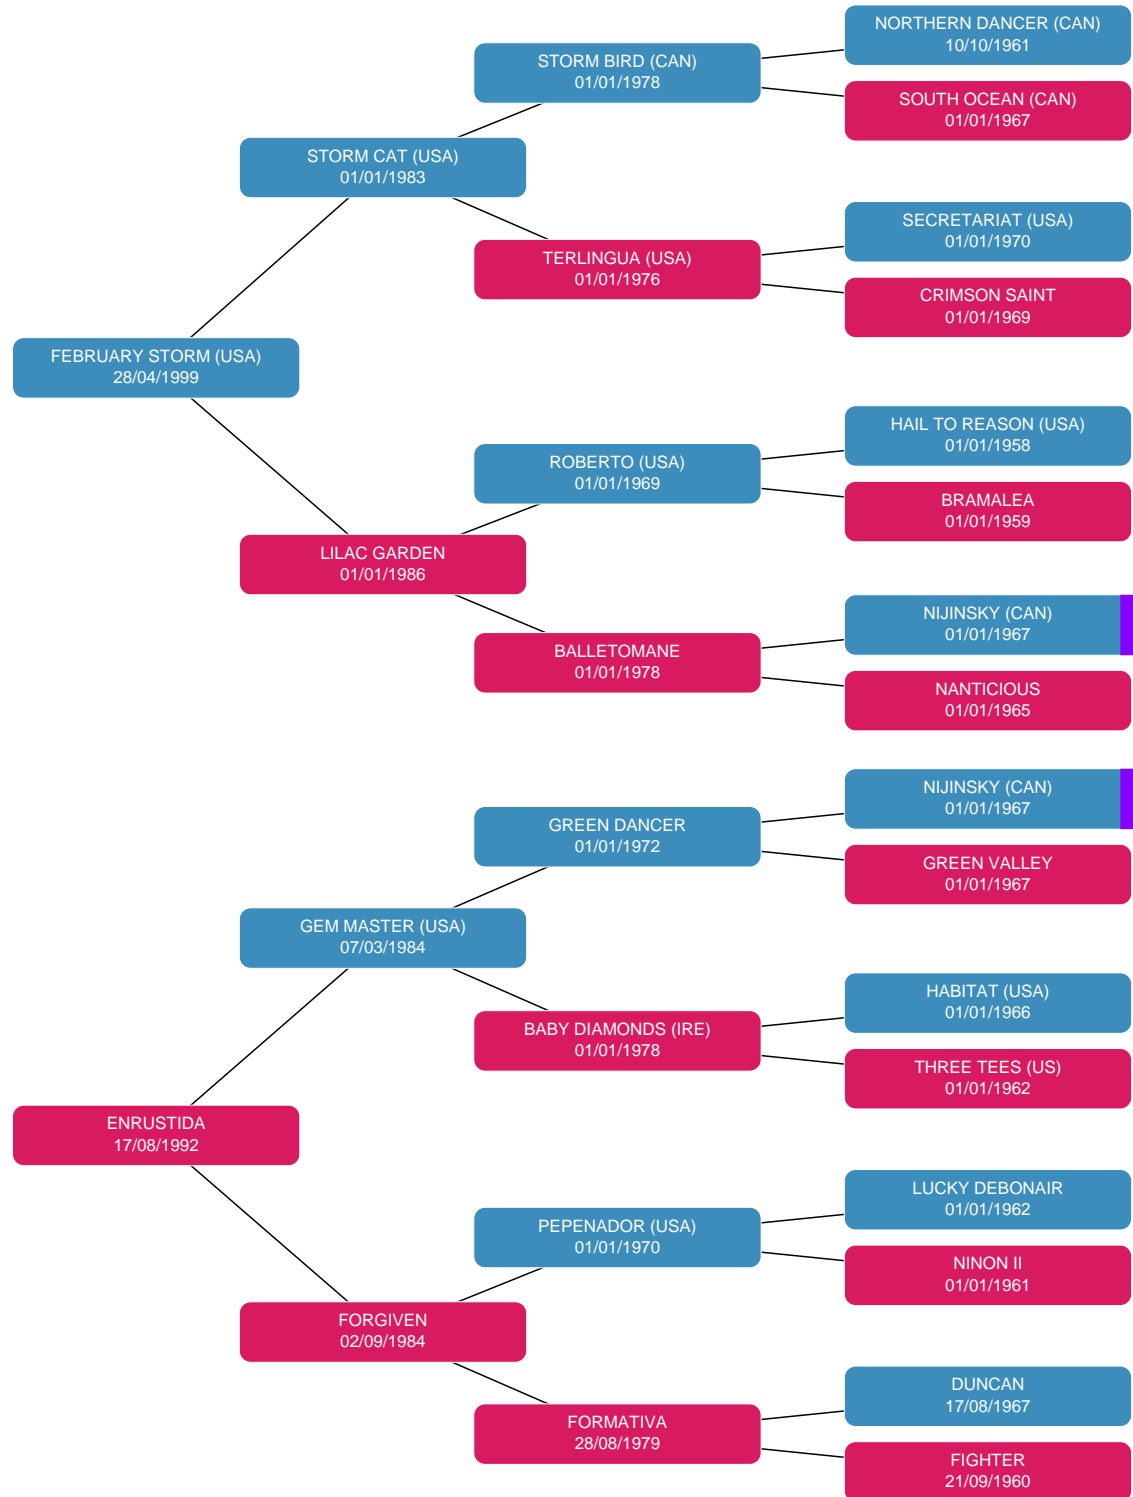 NORTHERN DANCER (CAN)
10/10/1961
STORM BIRD (CAN)
01/01/1978
SOUTH OCEAN (CAN)
01/01/1967
STORM CAT (USA)
01/01/1983
SECRETARIAT (USA)
01/01/1970
TERLINGUA (USA)
01/01/1976
CRIMSON SAINT
01/01/1969
FEBRUARY STORM (USA)
28/04/1999
HAIL TO REASON (USA)
01/01/1958
ROBERTO (USA)
01/01/1969
BRAMALEA
01/01/1959
LILAC GARDEN
01/01/1986
NIJINSKY (CAN)
01/01/1967
BALLETOMANE
01/01/1978
NANTICIOUS
01/01/1965
NIJINSKY (CAN)
01/01/1967
GREEN DANCER
01/01/1972
GREEN VALLEY
01/01/1967
GEM MASTER (USA)
07/03/1984
HABITAT (USA)
01/01/1966
BABY DIAMONDS (IRE)
01/01/1978
THREE TEES (US)
01/01/1962
ENRUSTIDA
17/08/1992
LUCKY DEBONAIR
01/01/1962
PEPENADOR (USA)
01/01/1970
NINON II
01/01/1961
FORGIVEN
02/09/1984
DUNCAN
17/08/1967
FORMATIVA
28/08/1979
FIGHTER
21/09/1960